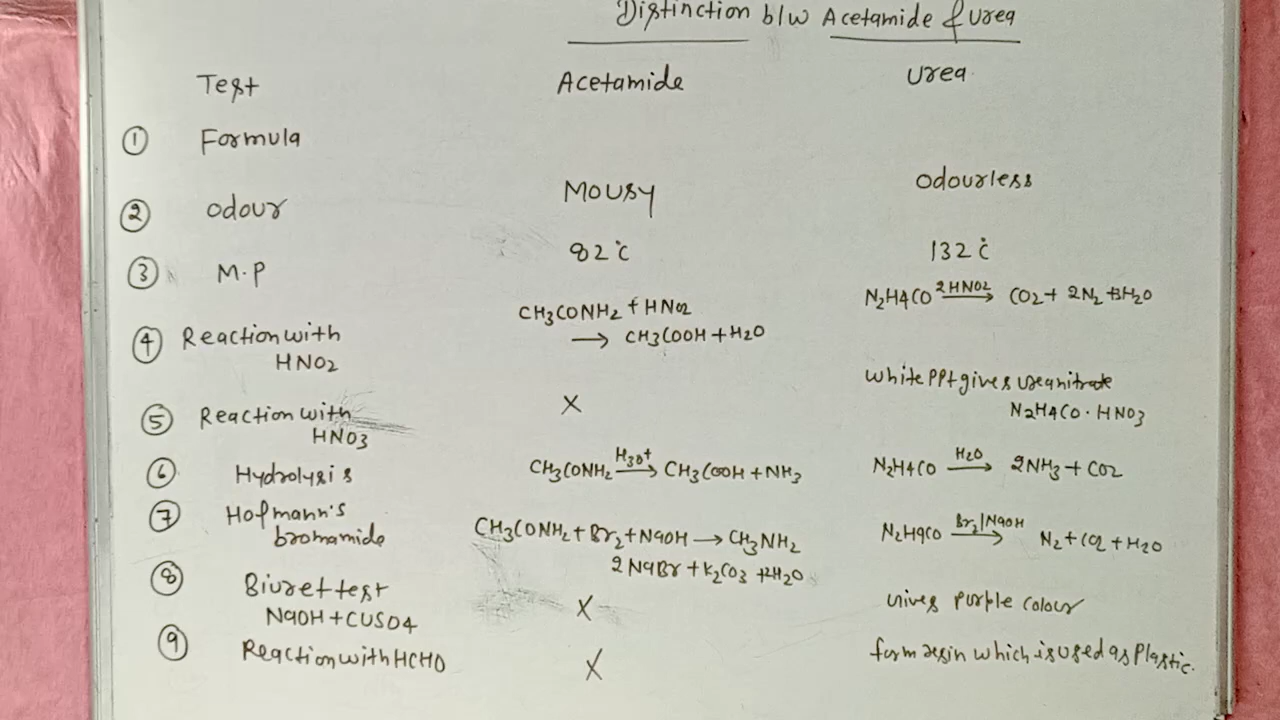 Distinction b/w Acetamide & Urea
Test Acetamide Urea
① Formula
② Odour Mousy Odourless
③ M.P 82°C 132°C
④ Reaction with HNO2
CH3CONH2 + HNO2
→ CH3COOH + H2O
N2H4CO 2HNO2→ CO2 + 2N2 + 3H2O
⑤ Reaction with HNO3
X
White PPt gives urea nitrate
N2H4CO · HNO3
⑥ Hydrolysis
CH3CONH2 H3O+→ CH3COOH + NH3
N2H4CO H2O→ 2NH3 + CO2
⑦ Hofmann's
bromamide
CH3CONH2 + Br2 + NaOH → CH3NH2
2NaBr + K2CO3 + 2H2O
N2H4CO Br2/NaOH→ N2 + CO2 + H2O
⑧ Biuret test
NaOH + CUSO4
X
Gives Purple Colour
⑨ Reaction with HCHO
X
form resin which is used as Plastic.